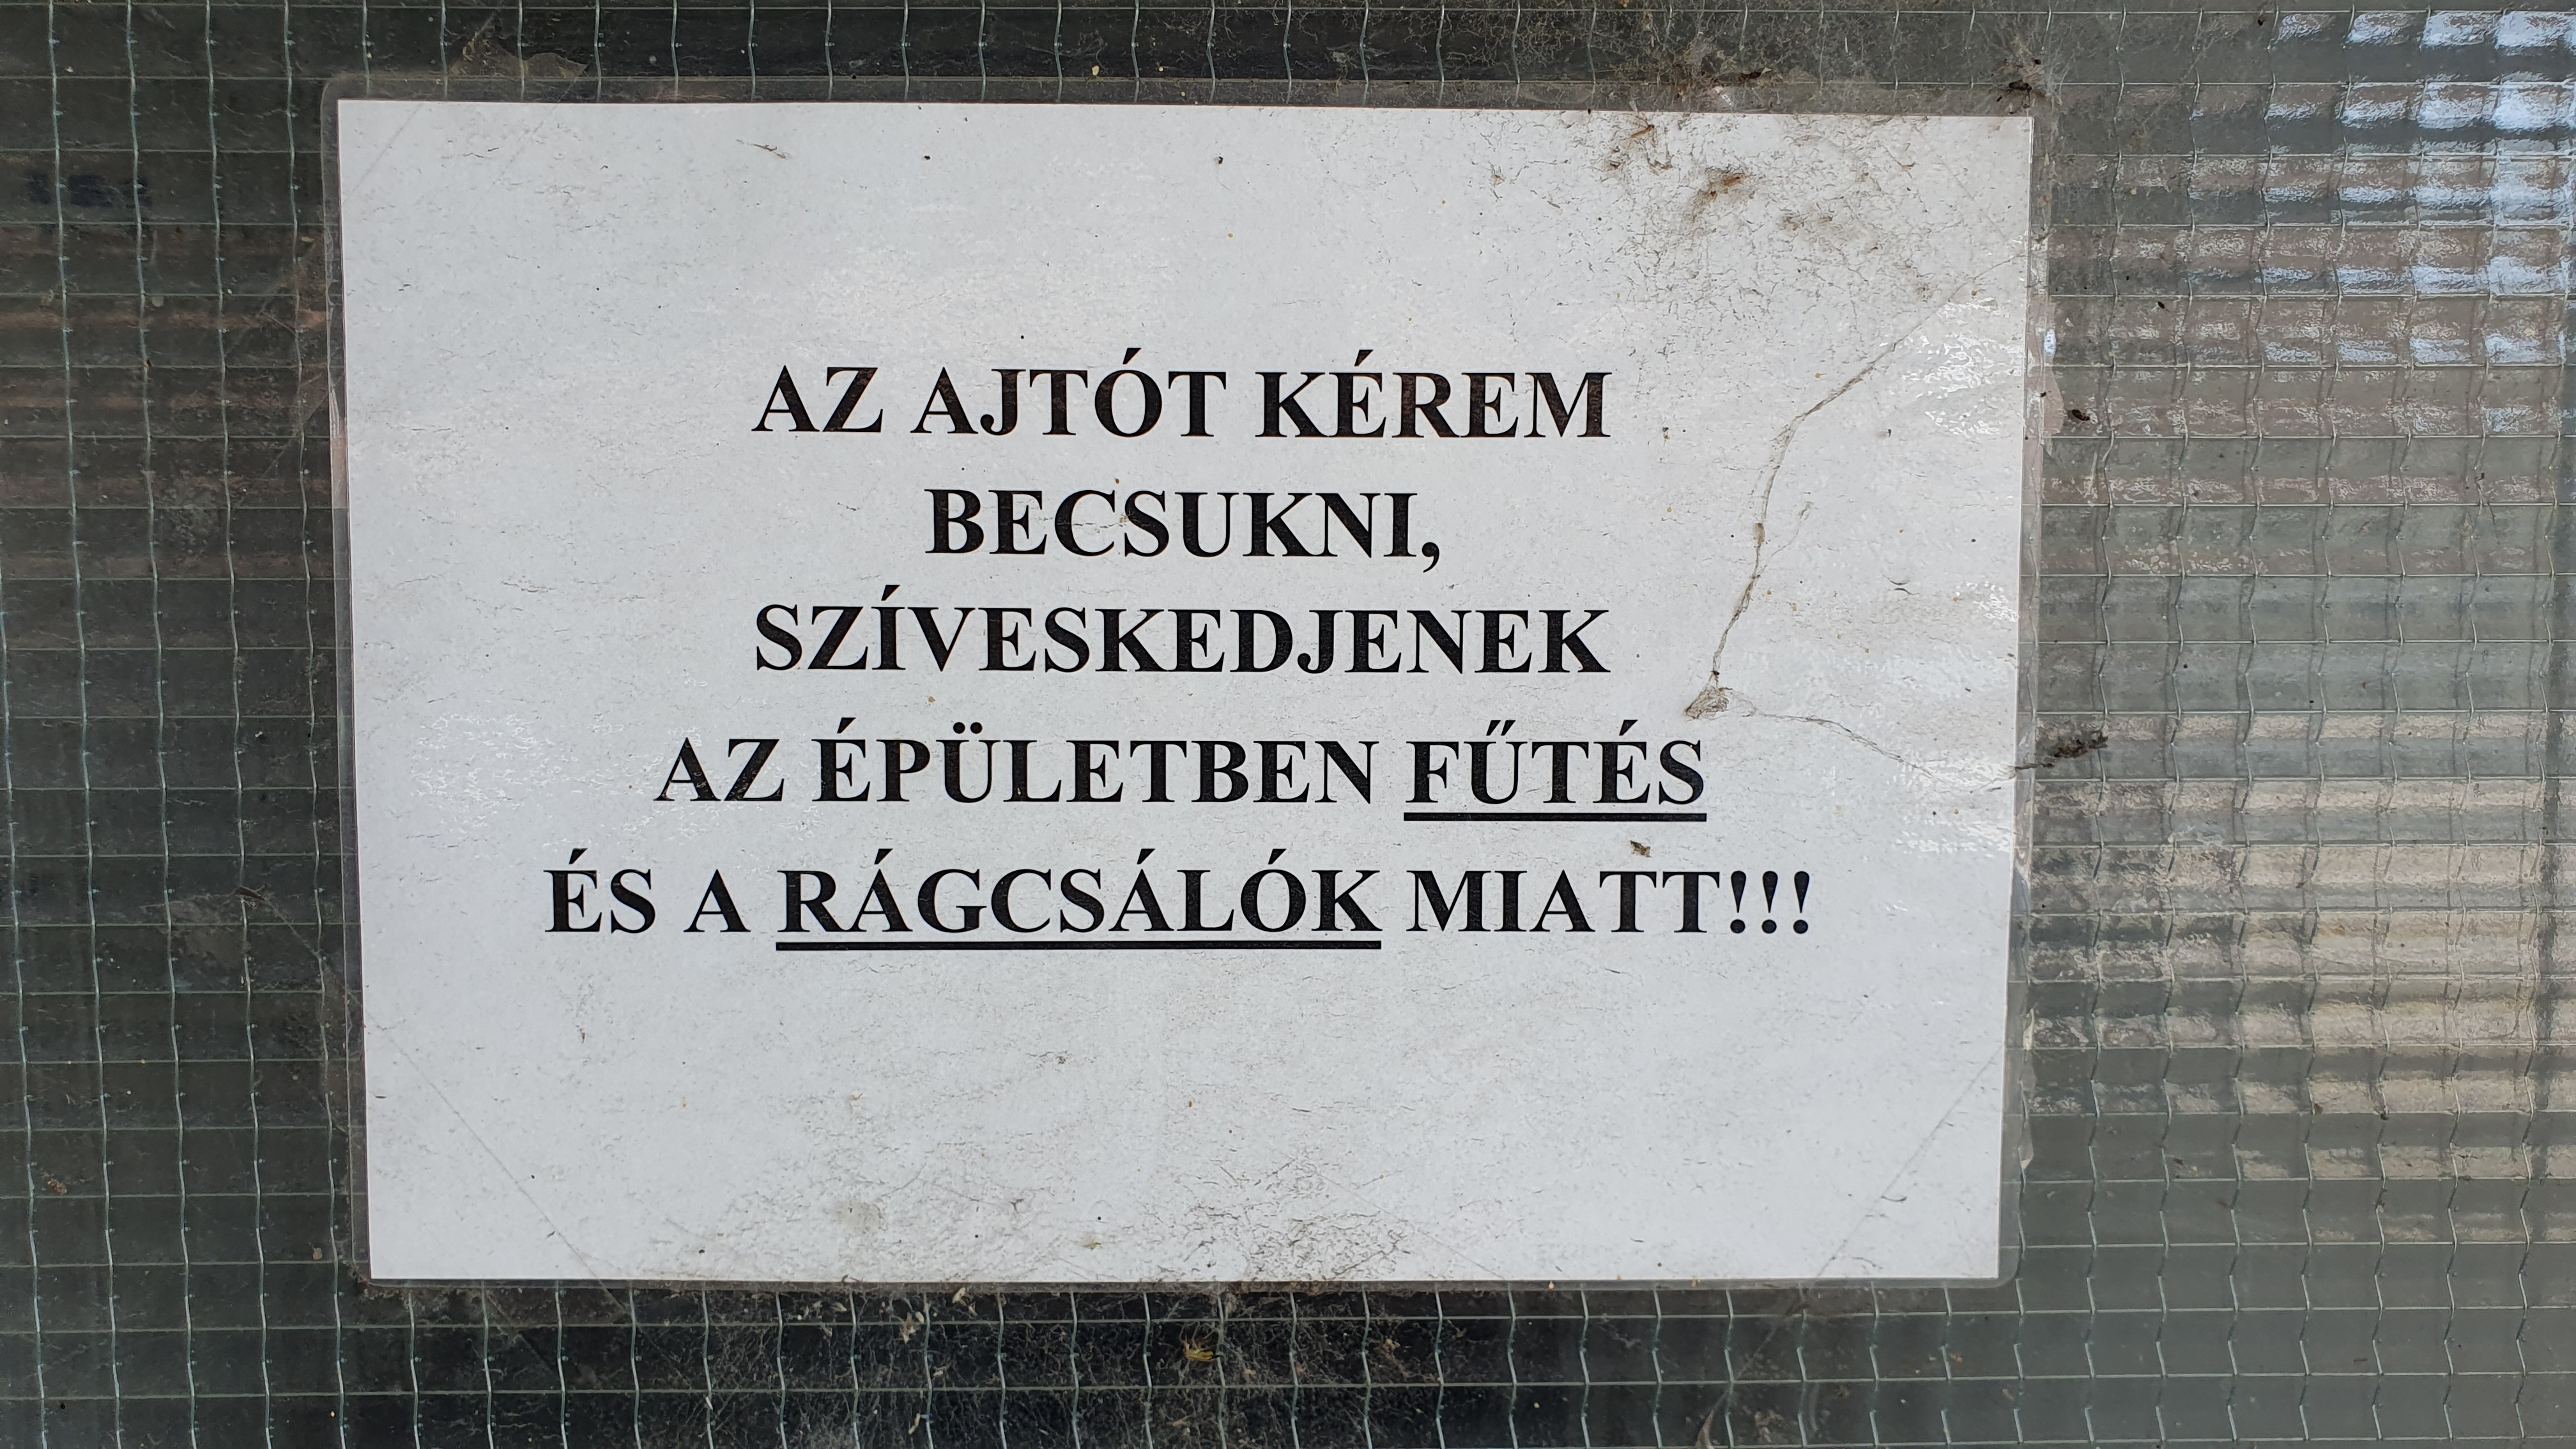 AZ AJTÓT KÉREM
BECSUKNI,
SZÍVESKEDJENEK
AZ ÉPÜLETBEN FŰTÉS
ÉS A RÁGCSÁLÓK MIATT!!!